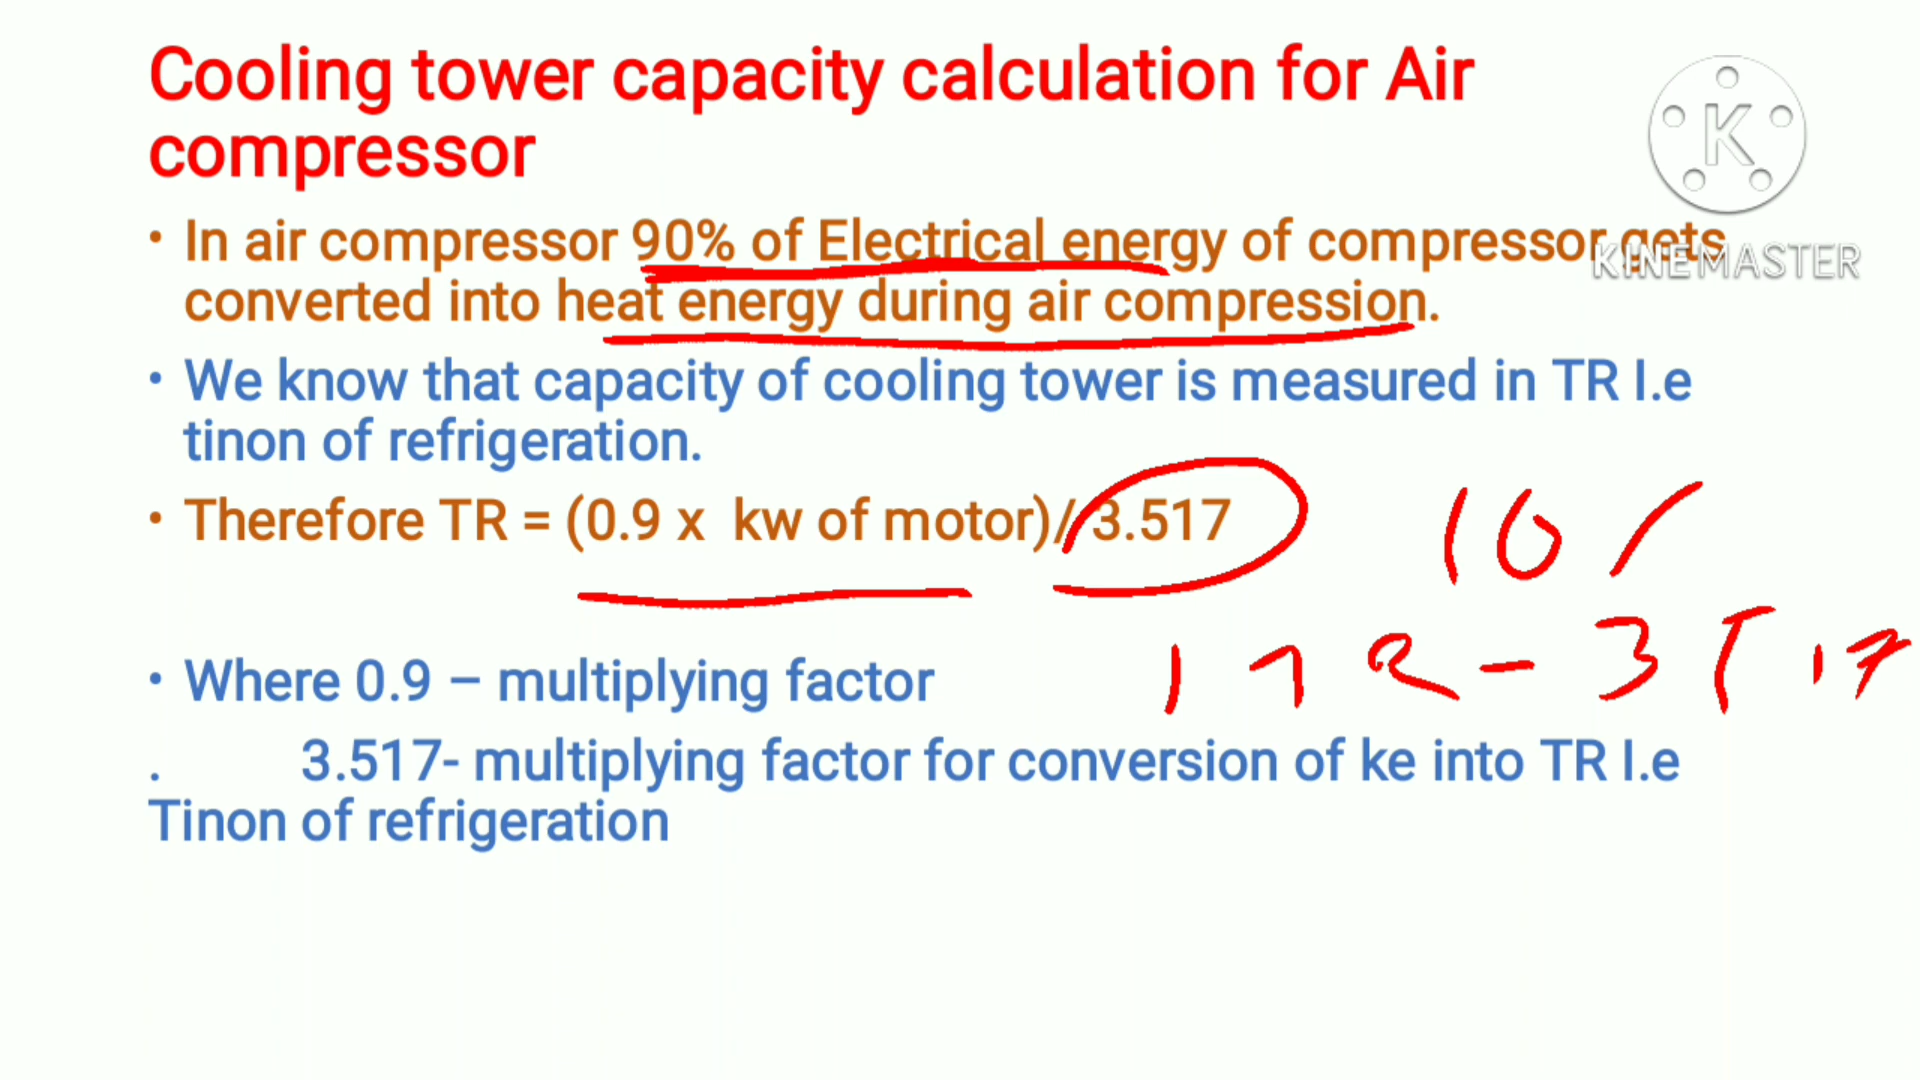 Cooling tower capacity calculation for Air
compressor
K
• In air compressor 90% of Electrical energy of compressor gets
KINEMASTER
converted into heat energy during air compression.
• We know that capacity of cooling tower is measured in TR I.e
tinon of refrigeration.
• Therefore TR = (0.9 x kw of motor)/ 3.517
10/
1 TR - 3517
• Where 0.9 – multiplying factor
. 3.517- multiplying factor for conversion of ke into TR I.e
Tinon of refrigeration